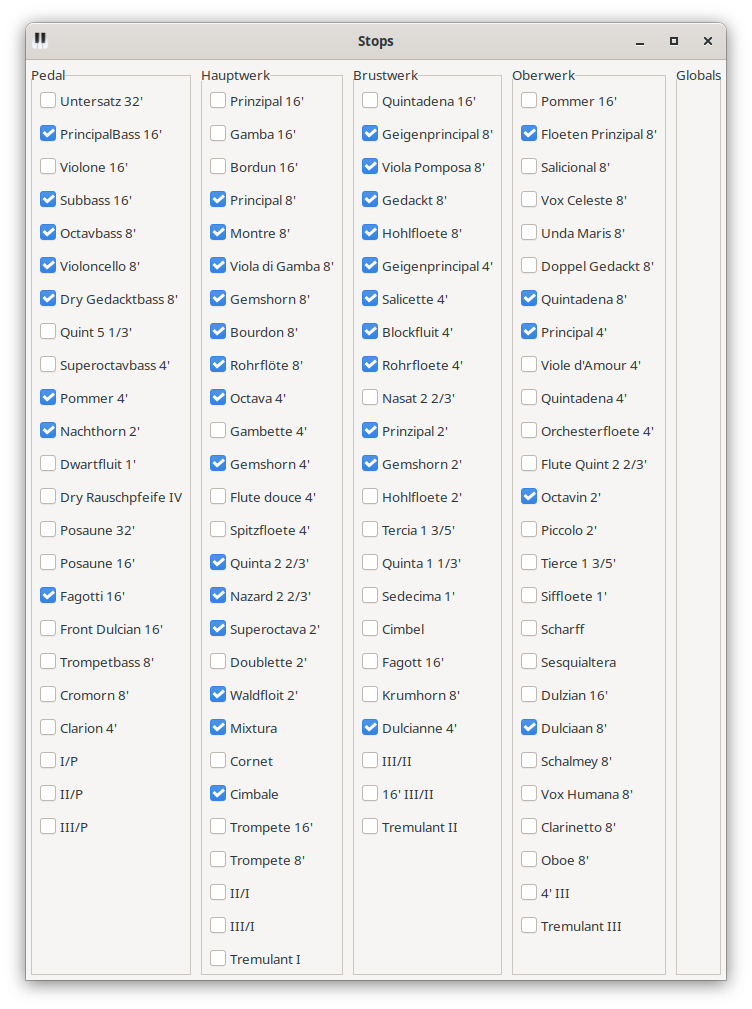 Stops
Pedal
Untersatz 32'
PrincipalBass 16'
Violone 16'
Subbass 16'
Octavbass 8'
Violoncello 8'
Dry Gedacktbass 8'
Quint 5 1/3'
Superoctavbass 4'
Pommer 4'
Nachthorn 2'
Dwartfluit 1'
Dry Rauschpfeife IV
Posaune 32'
Posaune 16'
Fagotti 16'
Front Dulcian 16'
Trompetbass 8'
Cromorn 8'
Clarion 4'
I/P
II/P
III/P
Hauptwerk
Prinzipal 16'
Gamba 16'
Bordun 16'
Principal 8'
Montre 8'
Viola di Gamba 8'
Gemshorn 8'
Bourdon 8'
Rohrflöte 8'
Octava 4'
Gambette 4'
Gemshorn 4'
Flute douce 4'
Spitzfloete 4'
Quinta 2 2/3'
Nazard 2 2/3'
Superoctava 2'
Doublette 2'
Waldfloit 2'
Mixtura
Cornet
Cimbale
Trompete 16'
Trompete 8'
II/I
III/I
Tremulant I
Brustwerk
Quintadena 16'
Geigenprincipal 8'
Viola Pomposa 8'
Gedackt 8'
Hohlfloete 8'
Geigenprincipal 4'
Salicette 4'
Blockfluit 4'
Rohrfloete 4'
Nasat 2 2/3'
Prinzipal 2'
Gemshorn 2'
Hohlfloete 2'
Tercia 1 3/5'
Quinta 1 1/3'
Sedecima 1'
Cimbel
Fagott 16'
Krumhorn 8'
Dulcianne 4'
III/II
16' III/II
Tremulant II
Oberwerk
Pommer 16'
Floeten Prinzipal 8'
Salicional 8'
Vox Celeste 8'
Unda Maris 8'
Doppel Gedackt 8'
Quintadena 8'
Principal 4'
Viole d'Amour 4'
Quintadena 4'
Orchesterfloete 4'
Flute Quint 2 2/3'
Octavin 2'
Piccolo 2'
Tierce 1 3/5'
Siffloete 1'
Scharff
Sesquialtera
Dulzian 16'
Dulciaan 8'
Schalmey 8'
Vox Humana 8'
Clarinetto 8'
Oboe 8'
4' III
Tremulant III
Globals